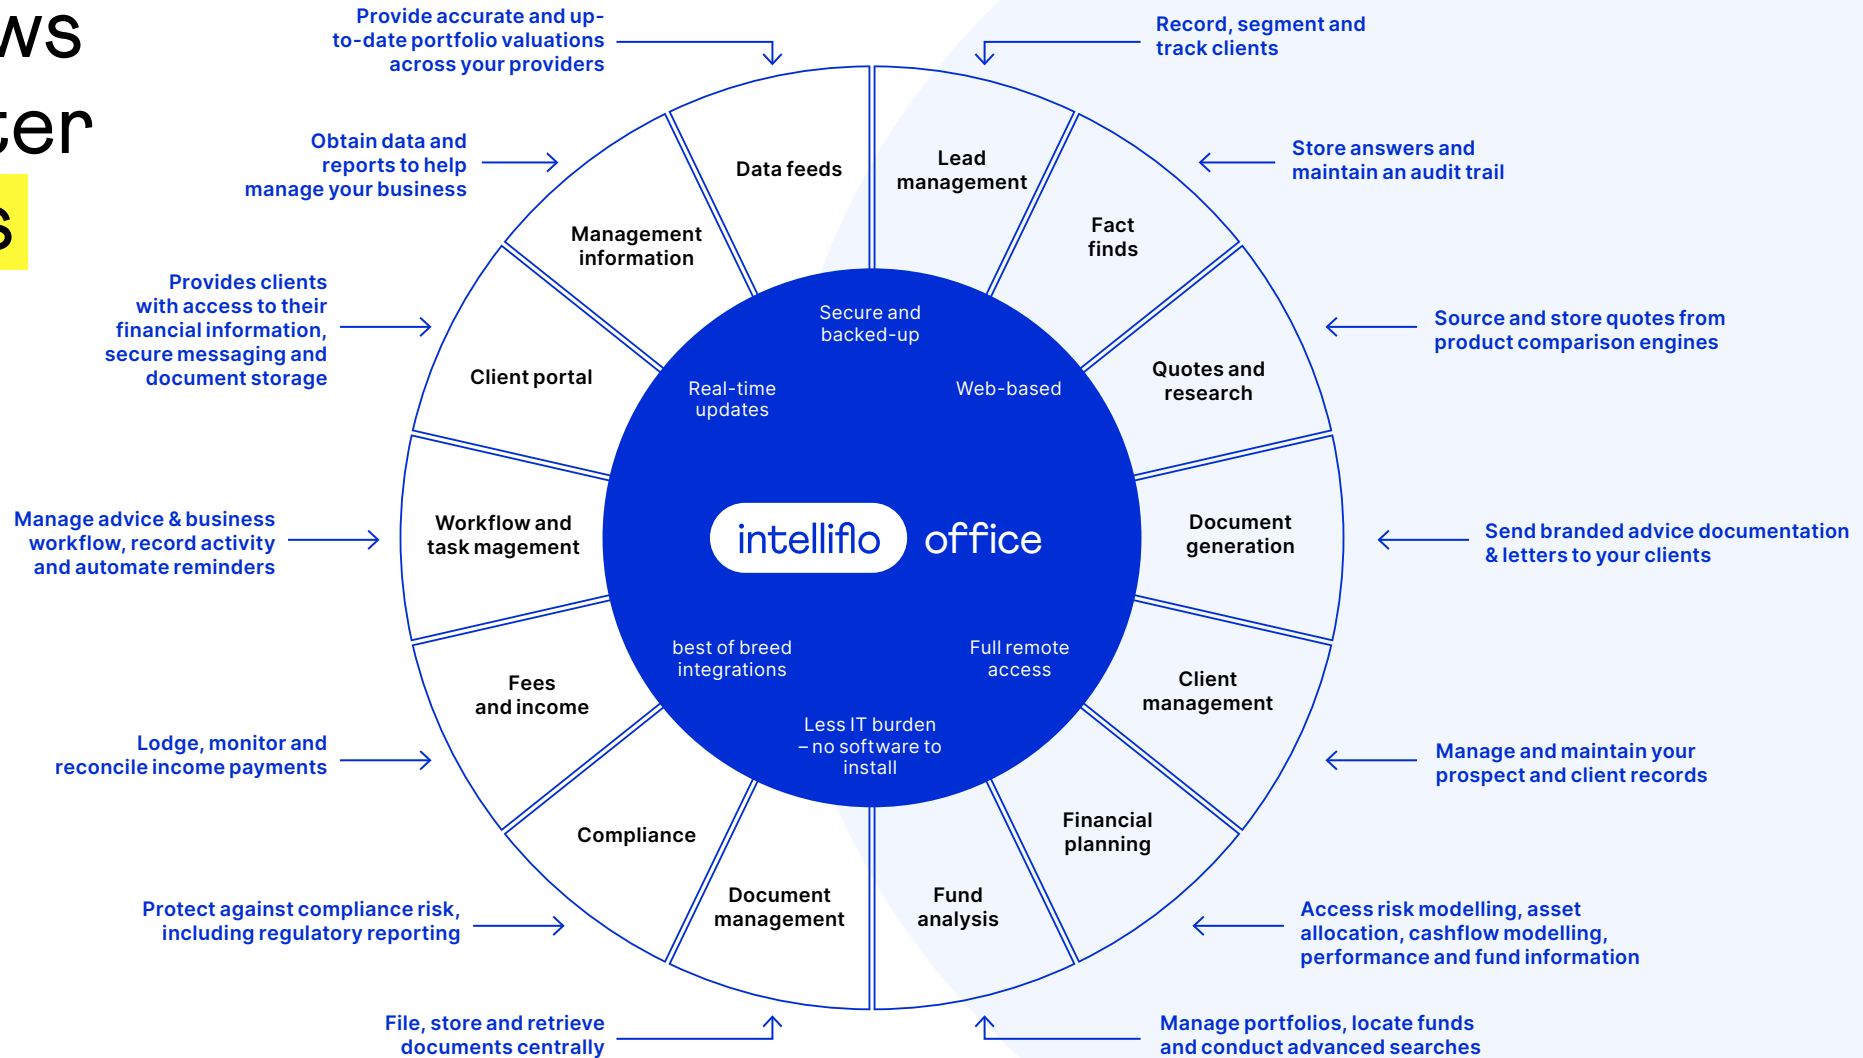 ws
ter
s
Provide accurate and up-
to-date portfolio valuations
across your providers
Record, segment and
track clients
Obtain data and
reports to help
manage your business
Store answers and
maintain an audit trail
Provides clients
with access to their
financial information,
secure messaging and
document storage
Source and store quotes from
product comparison engines
Manage advice & business
workflow, record activity
and automate reminders
Send branded advice documentation
& letters to your clients
Lodge, monitor and
reconcile income payments
Manage and maintain your
prospect and client records
Protect against compliance risk,
including regulatory reporting
Access risk modelling, asset
allocation, cashflow modelling,
performance and fund information
File, store and retrieve
documents centrally
Manage portfolios, locate funds
and conduct advanced searches
Data feeds
Lead
management
Fact
finds
Quotes and
research
Document
generation
Client
management
Financial
planning
Fund
analysis
Document
management
Compliance
Fees
and income
Workflow and
task magement
Client portal
Management
information
Secure and
backed-up
Real-time
updates
Web-based
intelliflo office
best of breed
integrations
Full remote
access
Less IT burden
– no software to
install